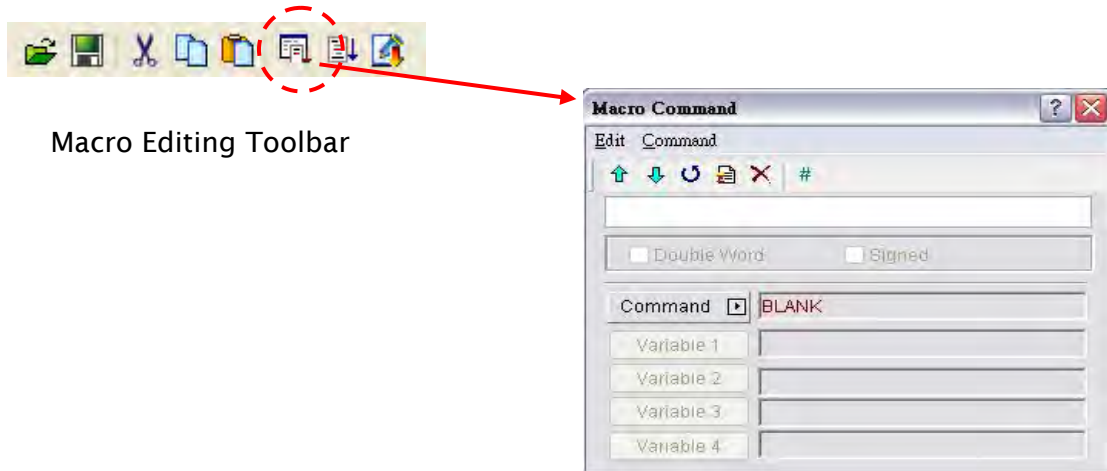 Macro Editing Toolbar
Macro Command
Edit Command
#
Double Word Signed
Command BLANK
Variable 1
Variable 2
Variable 3
Variable 4